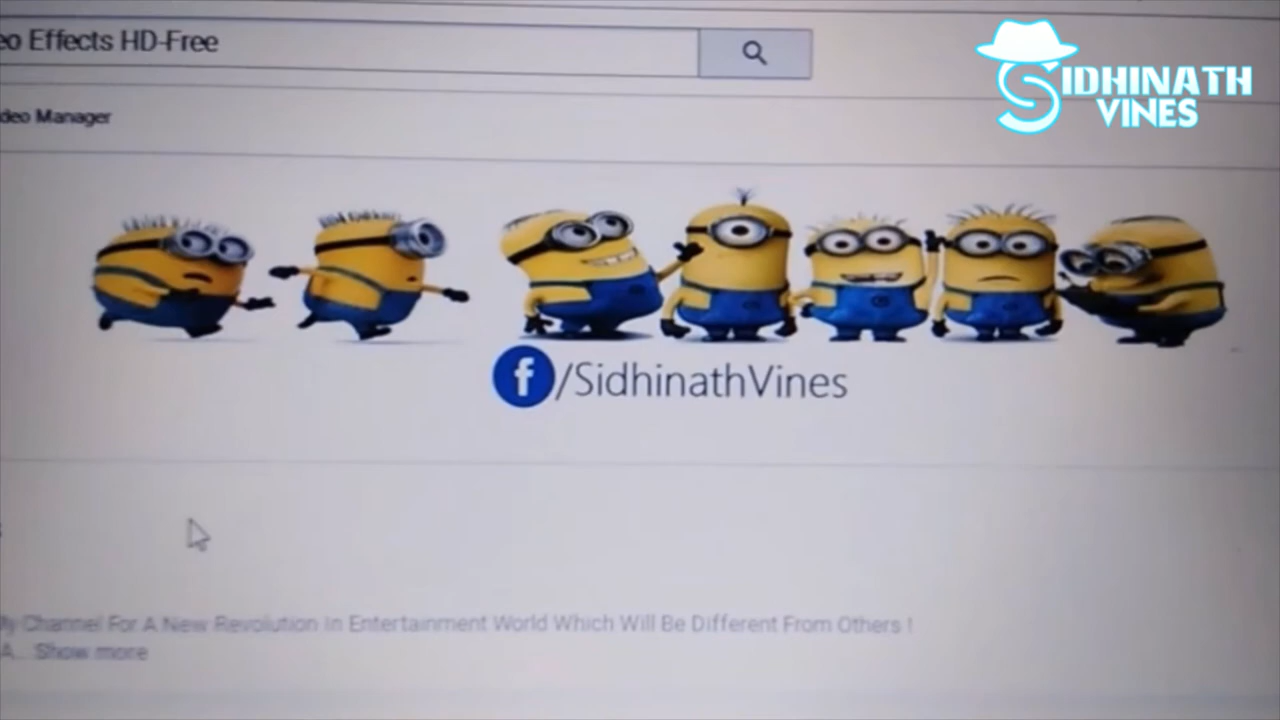 eo Effects HD-Free
SIDHINATH
VINES
deo Manager
f/SidhinathVines
My Channel For A New Revolution In Entertainment World Which Will Be Different From Others !
A... Show more